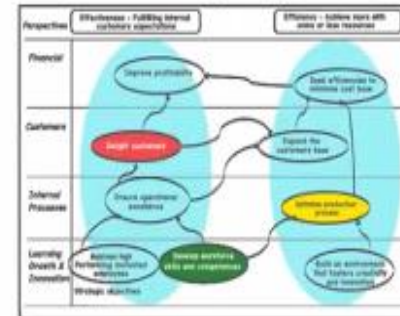 Perspectives
Effectiveness - Fulfilling internal
customers expectations
Efficiency - Achieve more with
same or less resources
Financial
Improve profitability
efficiencies to
minimize cost base
Customers
Delight customers
Expand the
customers base
Internal
Processes
Ensure operational
excellence
Optimize production
process
Learning
Growth &
Innovation
Maintain high
Performing motivated
employees
Develop workforce
skills and competences
Build an environment
that fosters creativity
and innovation
Strategic objectives